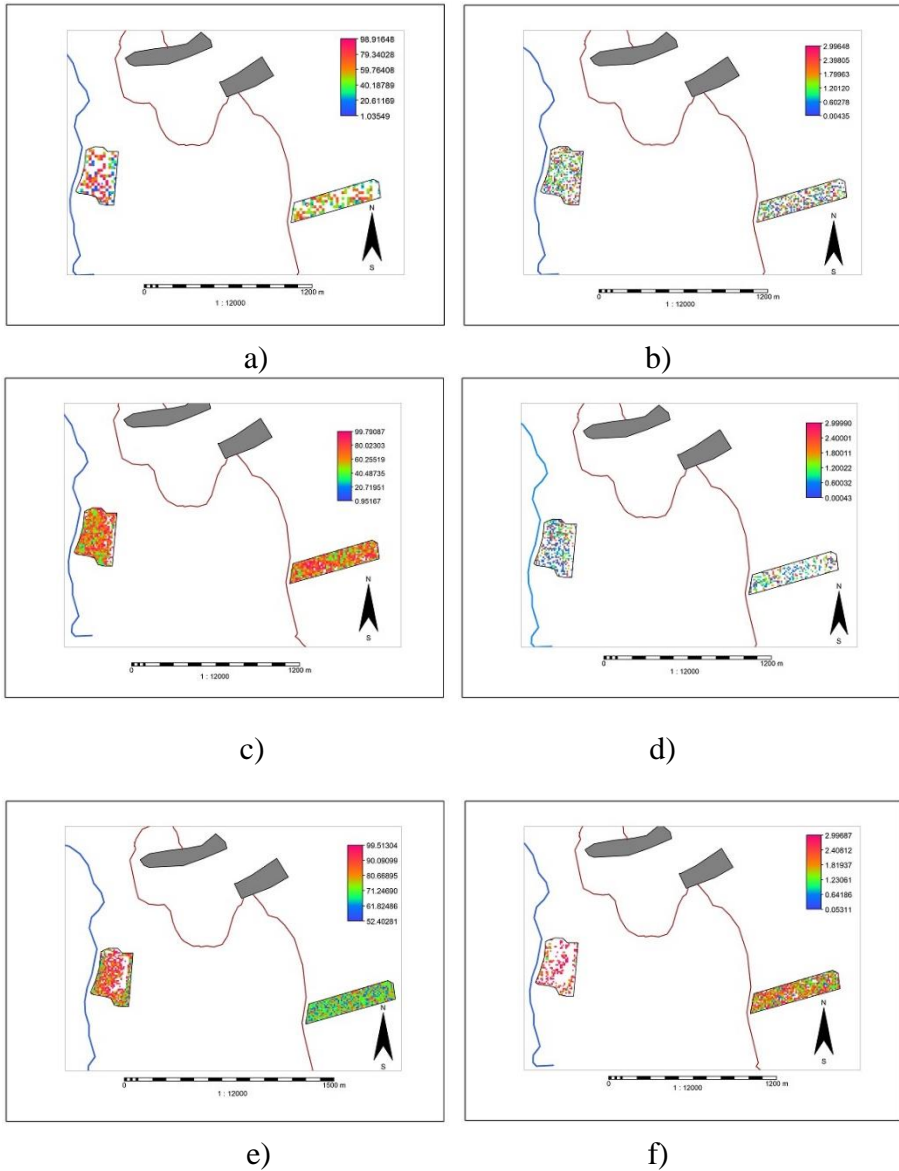 98.91648
79.34028
59.76408
40.18789
20.61169
1.03549
N
S
0 1200 m
1 : 12000
a)
2.99648
2.39805
1.79963
1.20120
0.60278
0.00435
N
S
0 1200 m
1 : 12000
b)
99.79087
80.02303
60.25519
40.48735
20.71951
0.95167
N
S
0 1200 m
1 : 12000
c)
2.99990
2.40001
1.80011
1.20022
0.60032
0.00043
N
S
0 1200 m
1 : 12000
d)
99.51304
90.09099
80.66895
71.24690
61.82486
52.40281
N
S
0 1500 m
1 : 12000
e)
2.99687
2.40812
1.81937
1.23061
0.64186
0.05311
N
S
0 1200 m
1 : 12000
f)